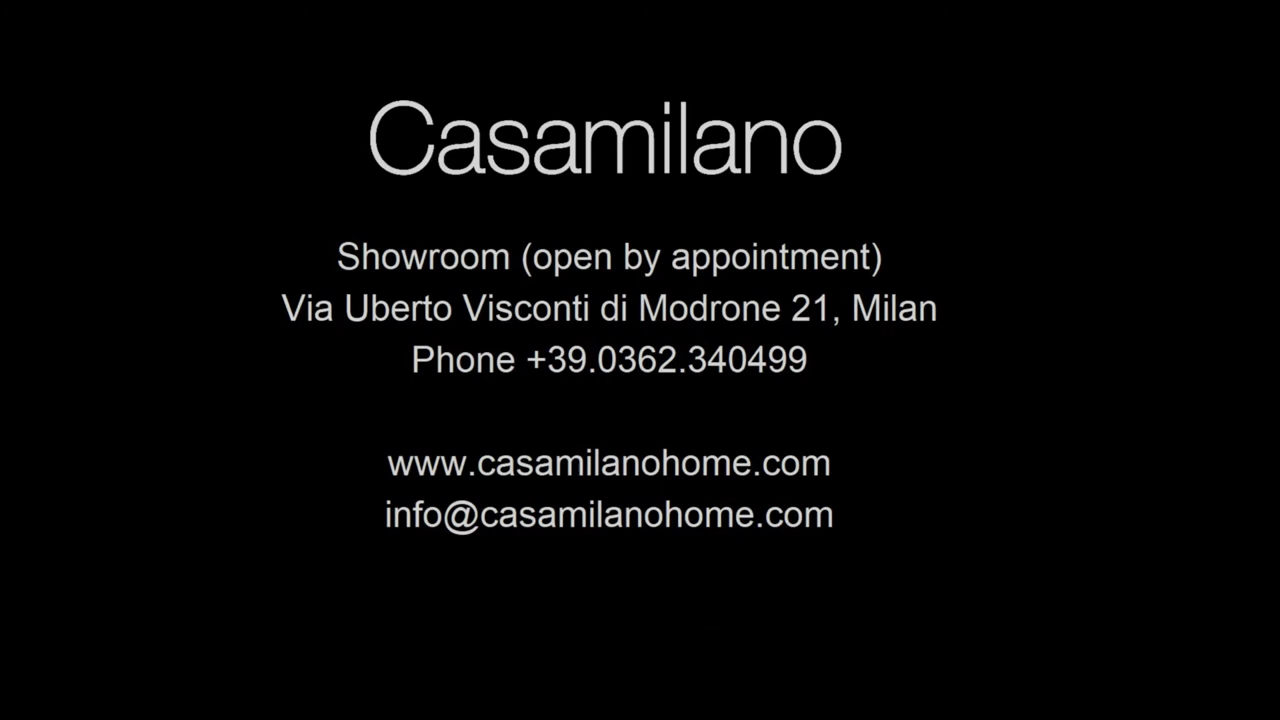 Casamilano
Showroom (open by appointment)
Via Uberto Visconti di Modrone 21, Milan
Phone +39.0362.340499
www.casamilanohome.com
info@casamilanohome.com